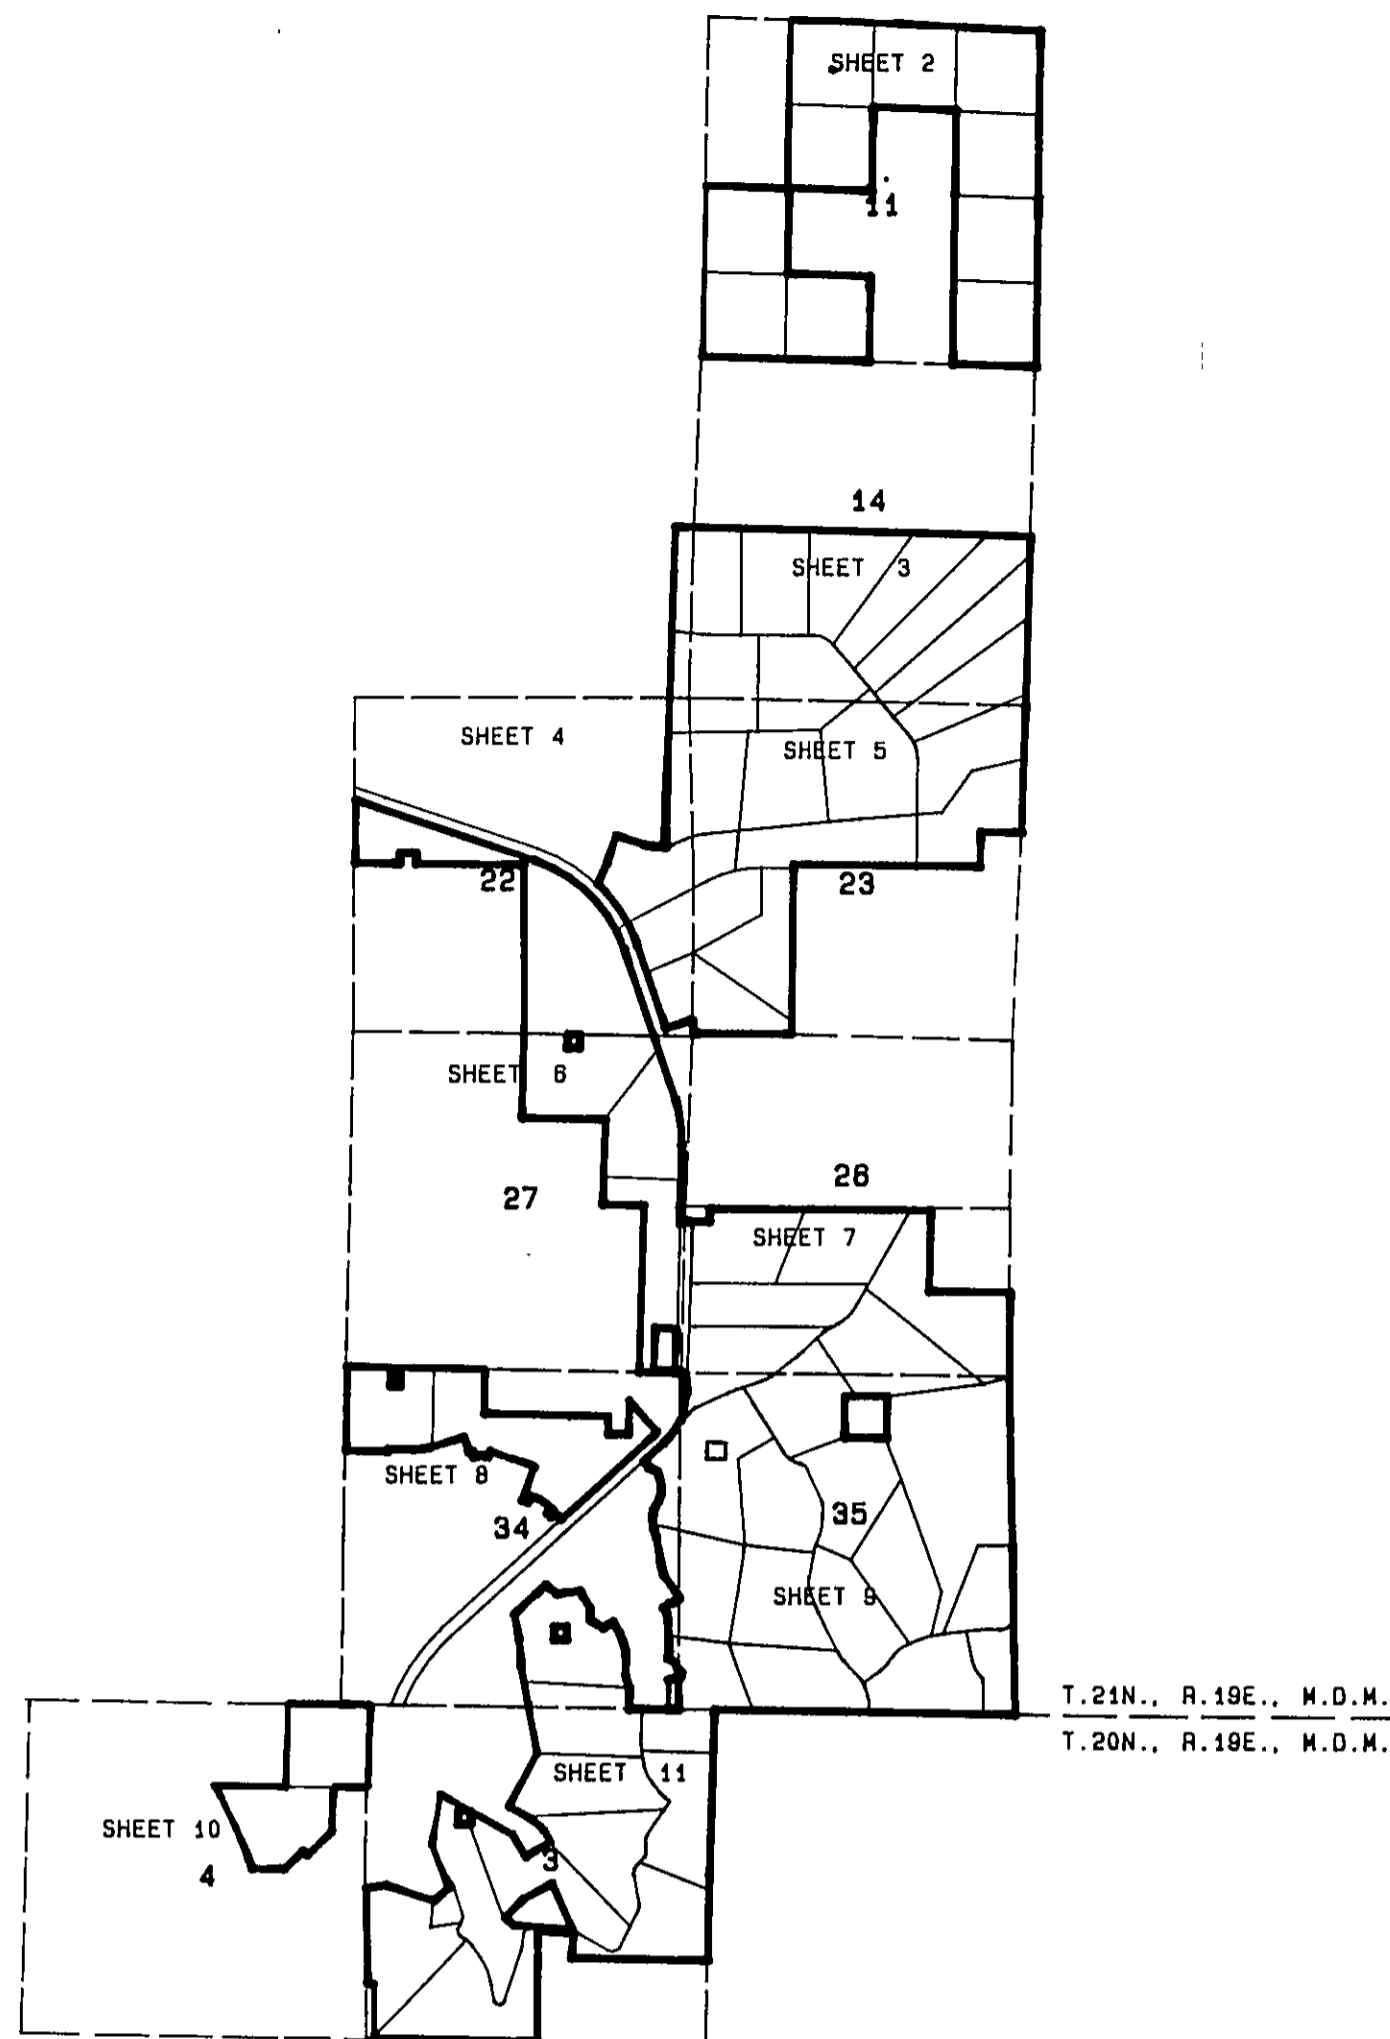 SHEET 2
11
14
SHEET 3
SHEET 4
SHEET 5
22
23
SHEET 6
26
27
SHEET 7
SHEET 8
34
35
SHEET 9
T.21N., R.19E., M.D.M.
T.20N., R.19E., M.D.M.
SHEET 11
SHEET 10
3
4